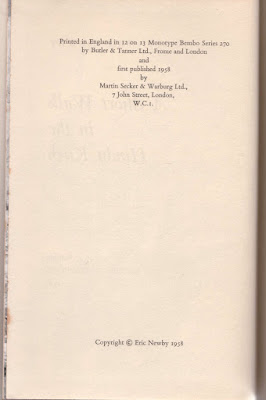 Printed in England in 12 on 13 Monotype Bembo Series 270
by Butler & Tanner Ltd., Frome and London
and
first published 1958
by
Martin Secker & Warburg Ltd.,
7 John Street, London,
W.C.1.
Copyright © Eric Newby 1958